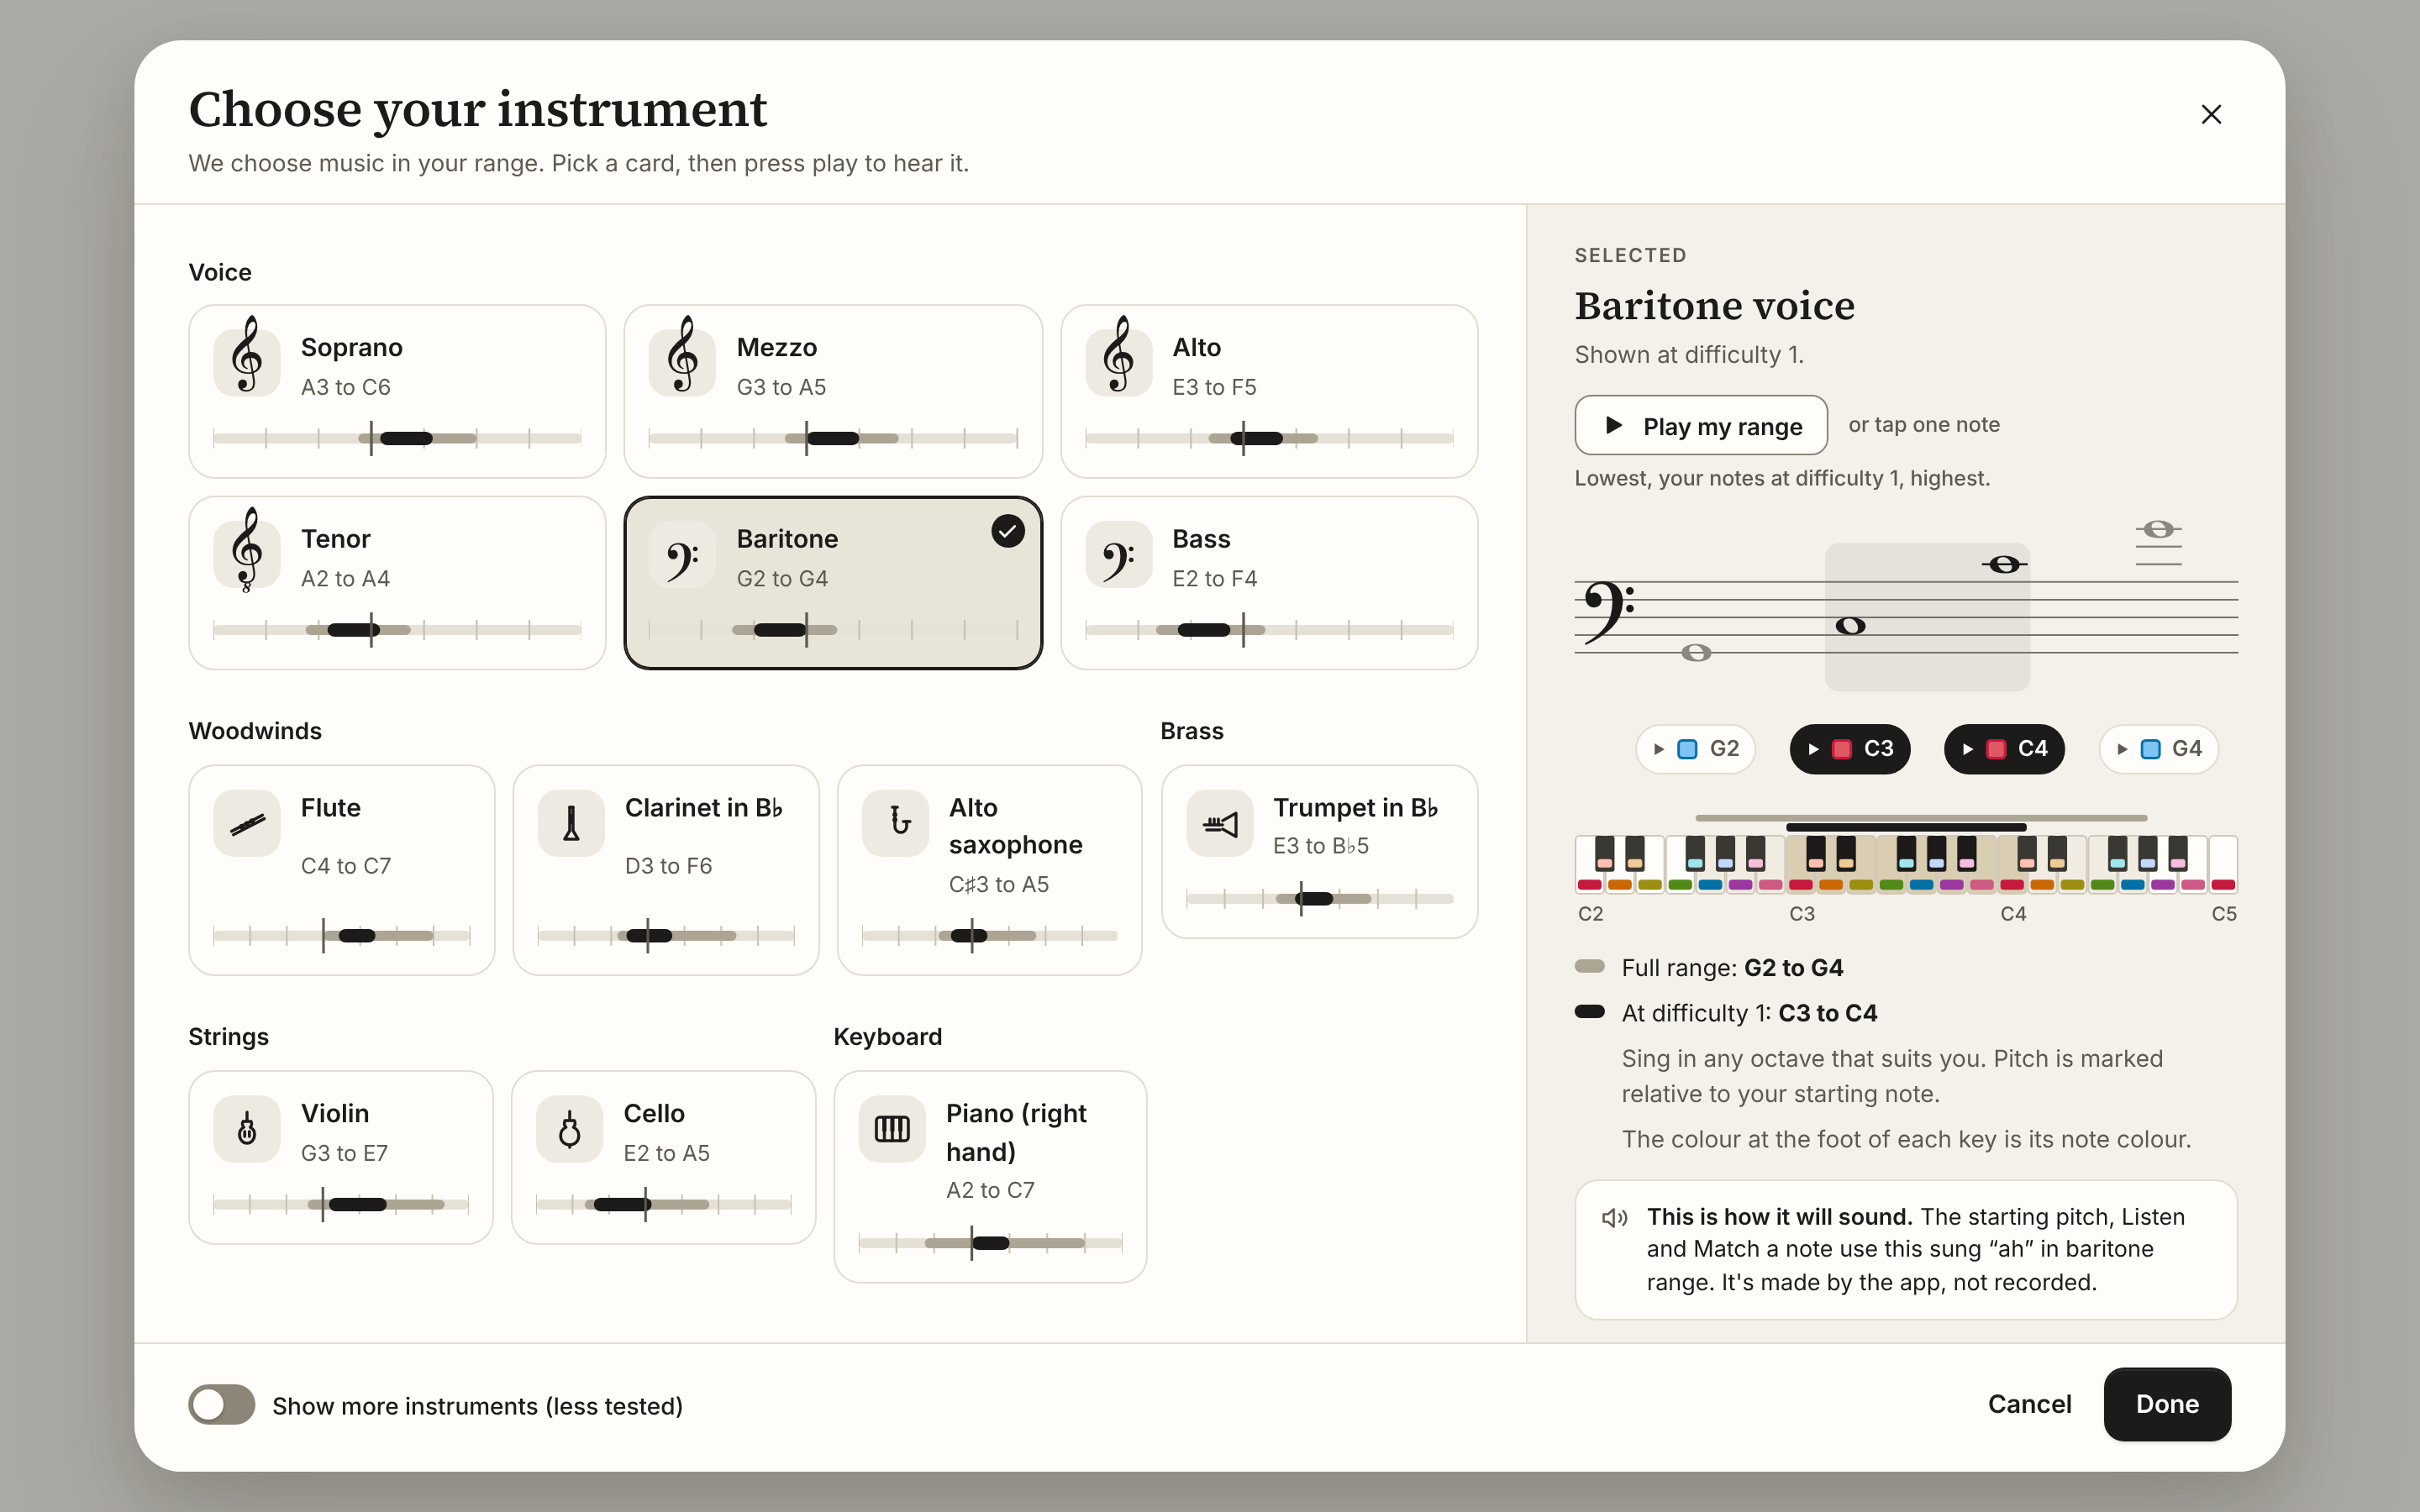 Choose your instrument
We choose music in your range. Pick a card, then press play to hear it.
Voice
Soprano
A3 to C6
Mezzo
G3 to A5
Alto
E3 to F5
Tenor
A2 to A4
Baritone
G2 to G4
Bass
E2 to F4
Woodwinds
Flute
C4 to C7
Clarinet in B♭
D3 to F6
Alto
saxophone
C♯3 to A5
Brass
Trumpet in B♭
E3 to B♭5
Strings
Violin
G3 to E7
Cello
E2 to A5
Keyboard
Piano (right
hand)
A2 to C7
SELECTED
Baritone voice
Shown at difficulty 1.
Play my range
or tap one note
Lowest, your notes at difficulty 1, highest.
G2
C3
C4
G4
C2
C3
C4
C5
Full range: G2 to G4
At difficulty 1: C3 to C4
Sing in any octave that suits you. Pitch is marked
relative to your starting note.
The colour at the foot of each key is its note colour.
This is how it will sound. The starting pitch, Listen
and Match a note use this sung “ah” in baritone
range. It's made by the app, not recorded.
Show more instruments (less tested)
Cancel
Done